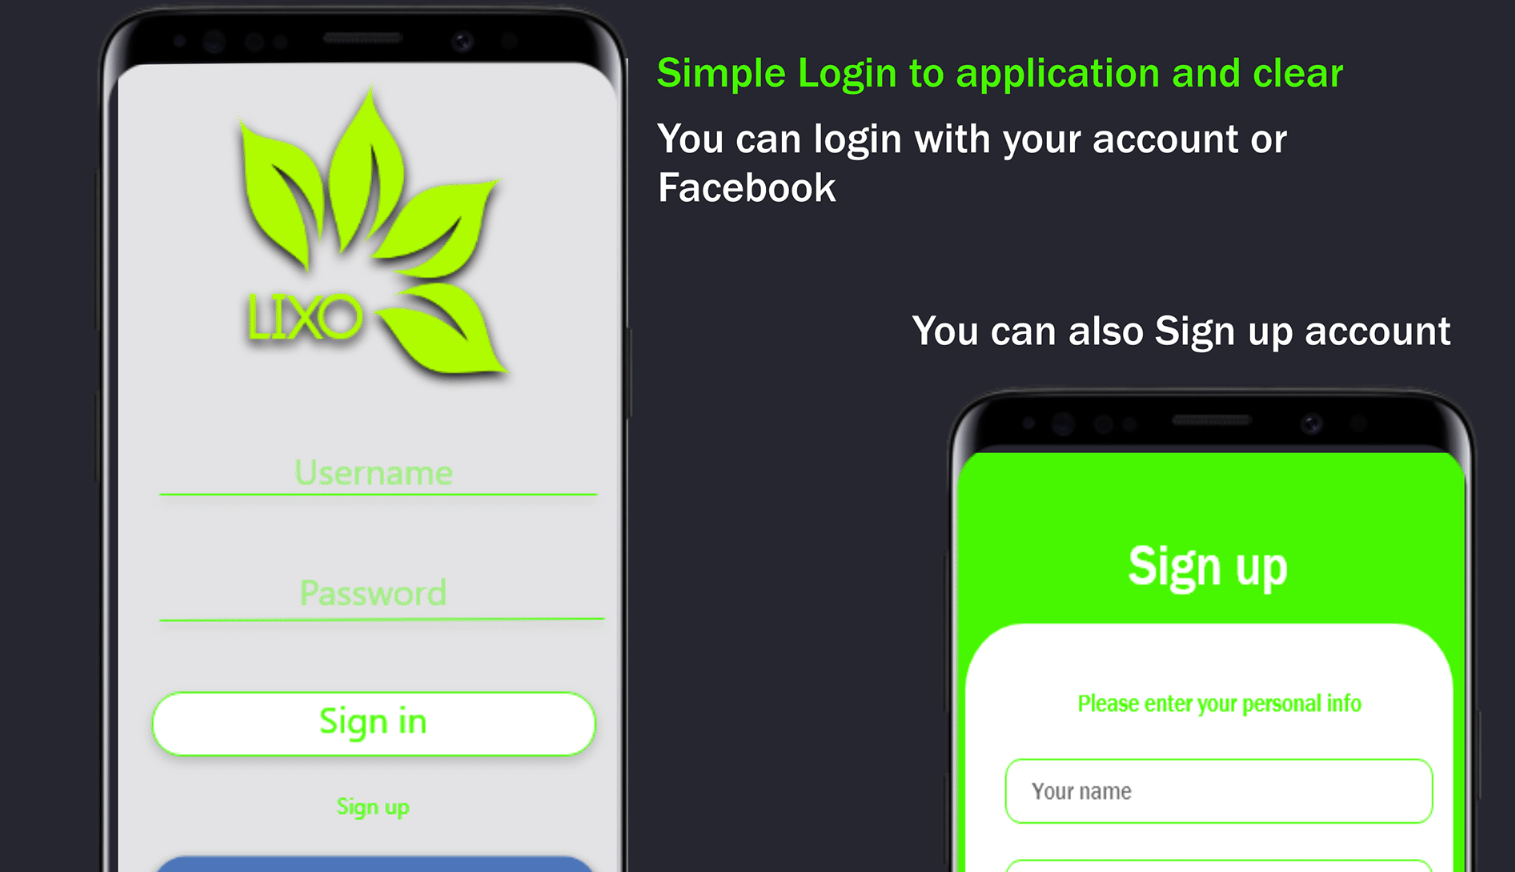 Simple Login to application and clear
You can login with your account or
Facebook
LIXO
Username
Password
Sign in
Sign up
You can also Sign up account
Sign up
Please enter your personal info
Your name